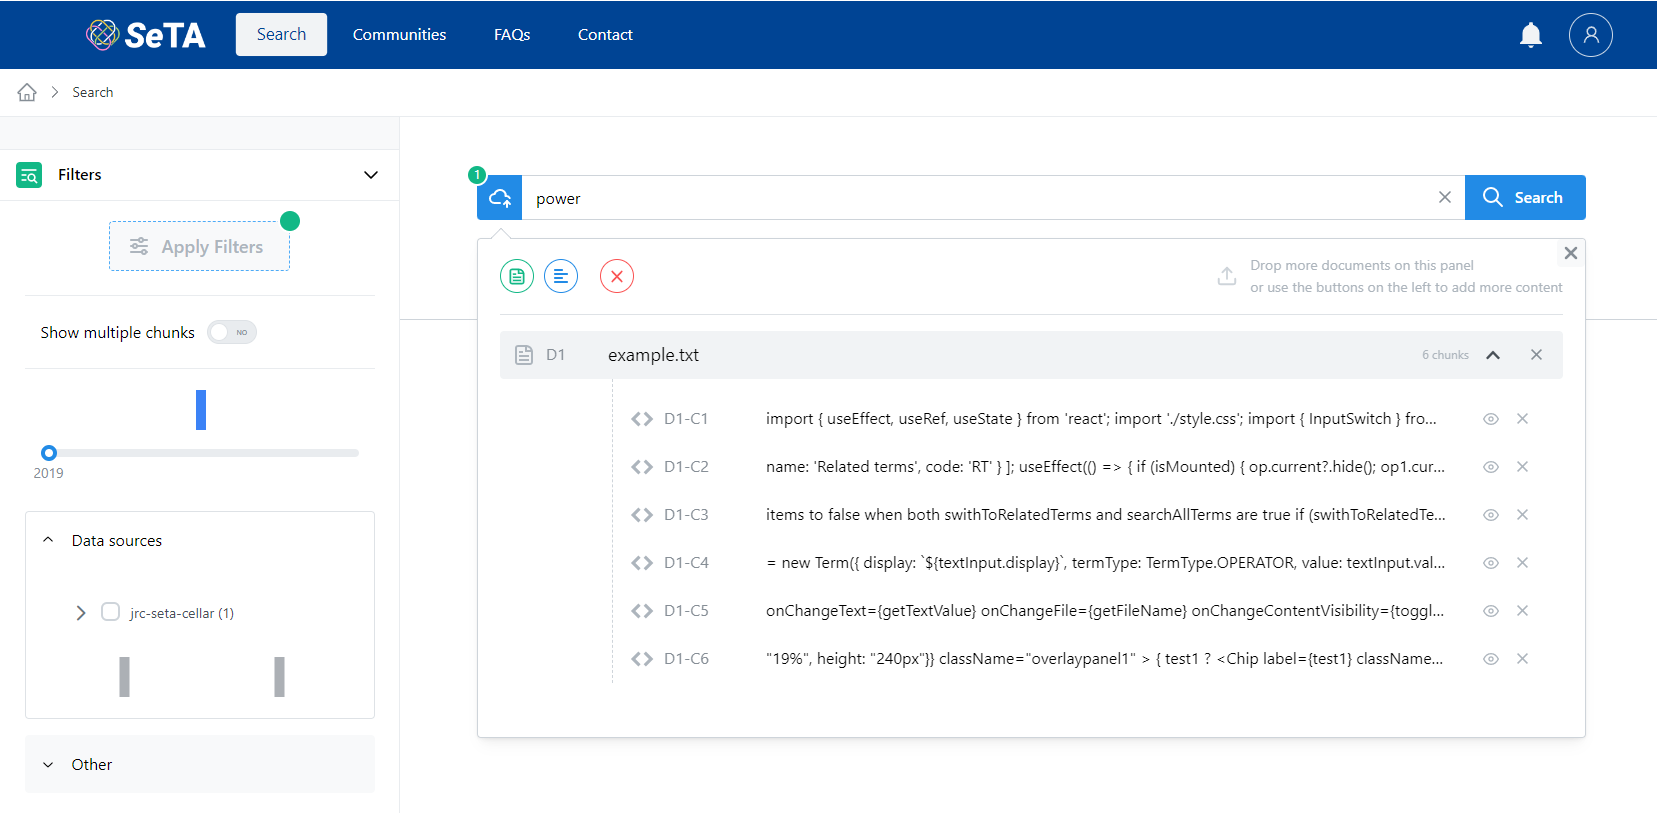 SeTA Search Communities FAQs Contact
Search
Filters
Apply Filters
Show multiple chunks NO
2019
Data sources
jrc-seta-cellar (1)
Other
1
power Search
Drop more documents on this panel
or use the buttons on the left to add more content
D1 example.txt 6 chunks
D1-C1 import { useEffect, useRef, useState } from 'react'; import './style.css'; import { InputSwitch } fro...
D1-C2 name: 'Related terms', code: 'RT' } ]; useEffect(() => { if (isMounted) { op.current?.hide(); op1.cur...
D1-C3 items to false when both swithToRelatedTerms and searchAllTerms are true if (swithToRelatedTe...
D1-C4 = new Term({ display: `${textInput.display}`, termType: TermType.OPERATOR, value: textInput.val...
D1-C5 onChangeText={getTextValue} onChangeFile={getFileName} onChangeContentVisibility={toggl...
D1-C6 "19%", height: "240px"}} className="overlaypanel1" > { test1 ? <Chip label={test1} className...